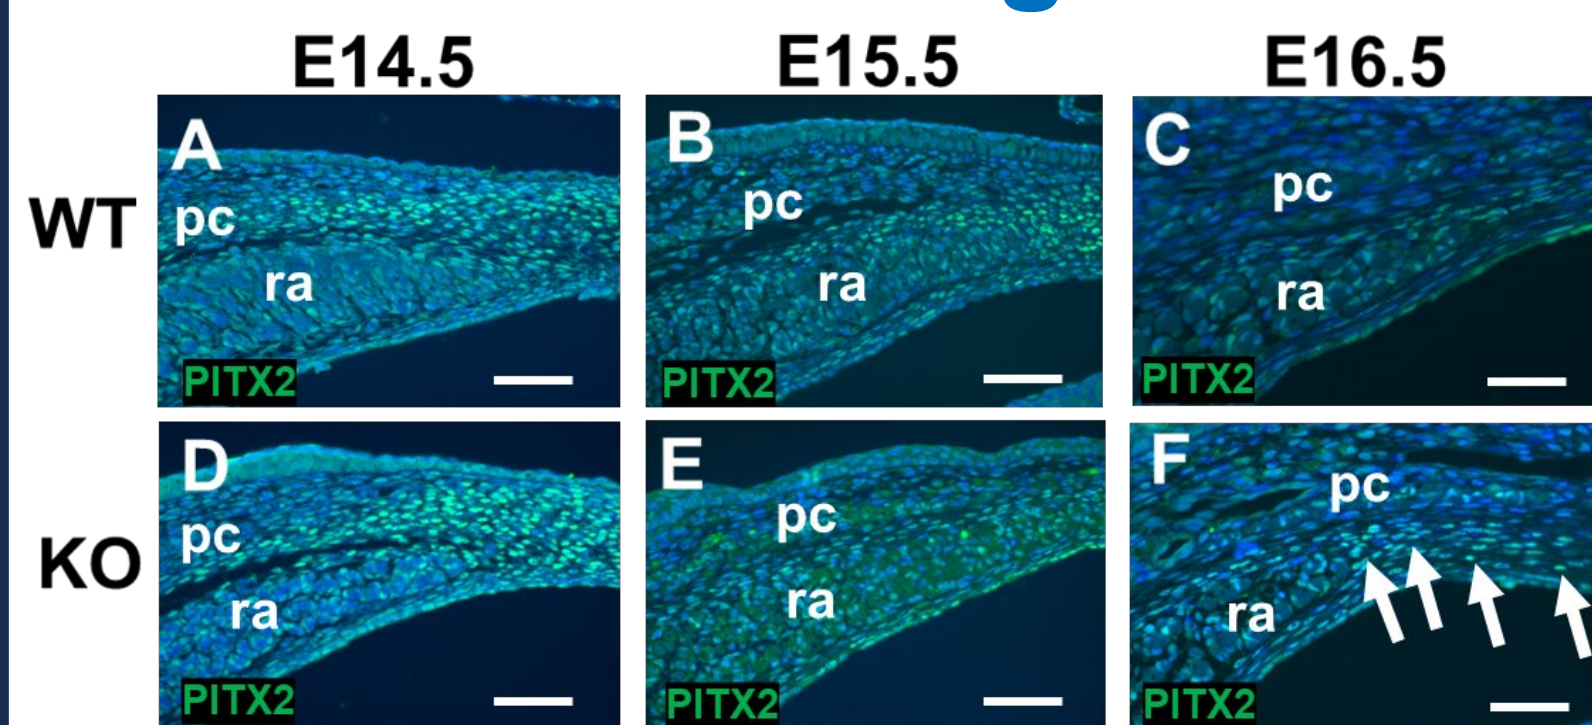 E14.5 E15.5 E16.5
WT
A
pc
ra
PITX2
B
pc
ra
PITX2
C
pc
ra
PITX2
KO
D
pc
ra
PITX2
E
pc
ra
PITX2
F
pc
ra
PITX2